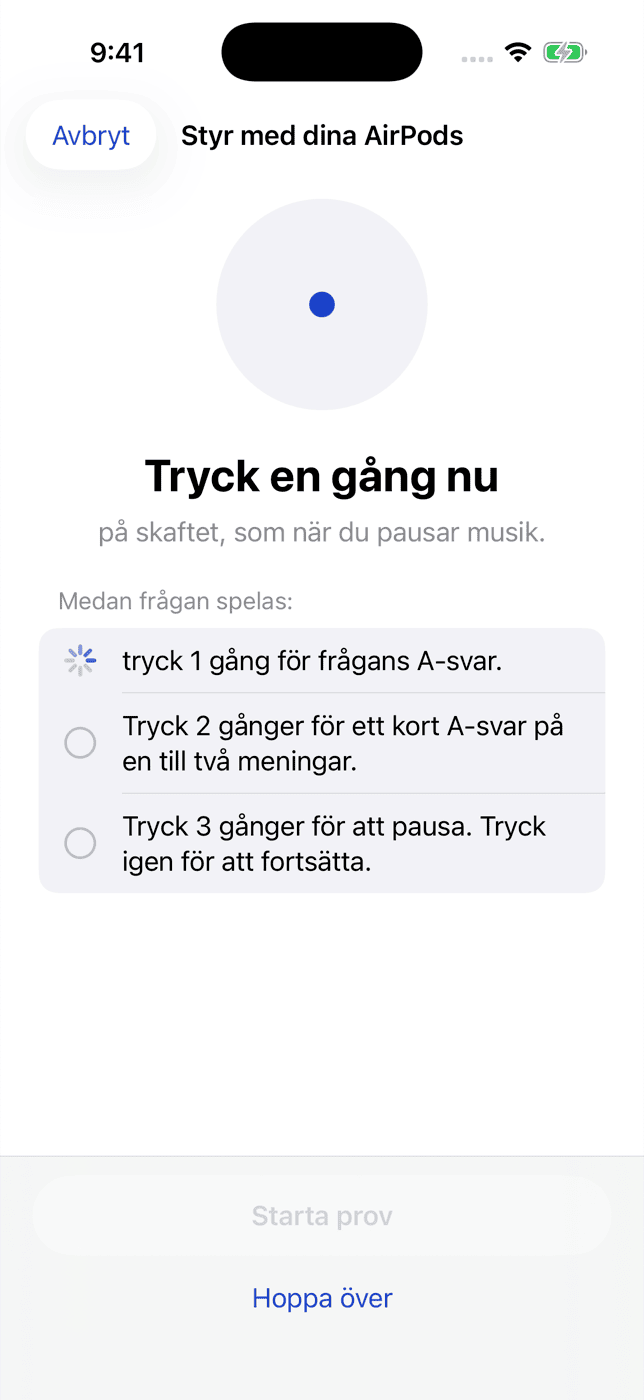 9:41
Avbryt
Styr med dina AirPods
Tryck en gång nu
på skaftet, som när du pausar musik.
Medan frågan spelas:
tryck 1 gång för frågans A-svar.
Tryck 2 gånger för ett kort A-svar på
en till två meningar.
Tryck 3 gånger för att pausa. Tryck
igen för att fortsätta.
Starta prov
Hoppa över